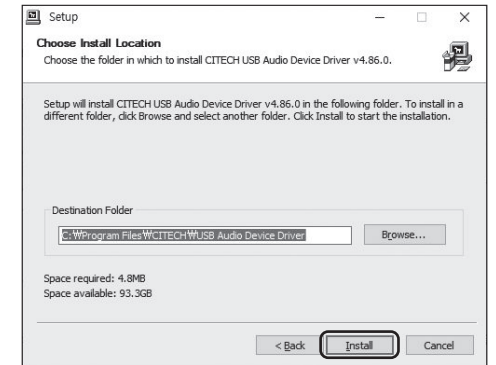 Setup
Choose Install Location
Choose the folder in which to install CITECH USB Audio Device Driver v4.86.0.
Setup will install CITECH USB Audio Device Driver v4.86.0 in the following folder. To install in a
different folder, click Browse and select another folder. Click Install to start the installation.
Destination Folder
C:₩Program Files₩CITECH₩USB Audio Device Driver
Browse...
Space required: 4.8MB
Space available: 93.3GB
< Back Install Cancel